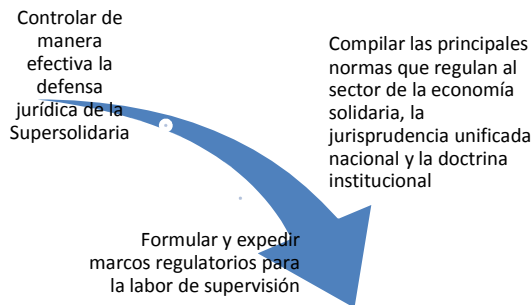 Controlar de
manera
efectiva la
defensa
jurídica de la
Supersolidaria
Compilar las principales
normas que regulan al
sector de la economía
solidaria, la
jurisprudencia unificada
nacional y la doctrina
institucional
Formular y expedir
marcos regulatorios para
la labor de supervisión